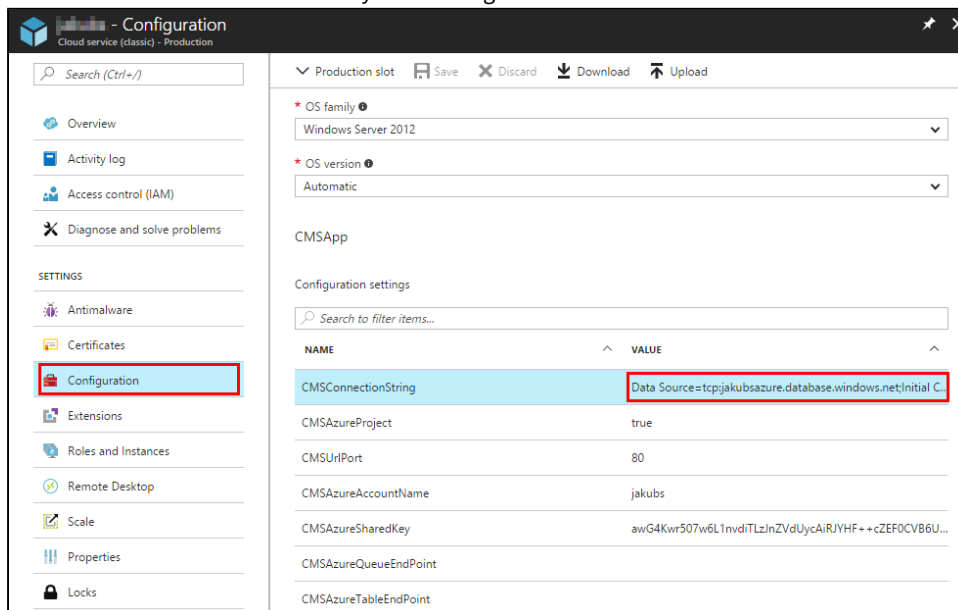 - Configuration
Cloud service (classic) - Production
Search (Ctrl+/)
Overview
Activity log
Access control (IAM)
Diagnose and solve problems
SETTINGS
Antimalware
Certificates
Configuration
Extensions
Roles and Instances
Remote Desktop
Scale
Properties
Locks
Production slot Save Discard Download Upload
* OS family
Windows Server 2012
* OS version
Automatic
CMSApp
Configuration settings
Search to filter items...
NAME VALUE
CMSConnectionString Data Source=tcp:jakubsazure.database.windows.net;Initial C...
CMSAzureProject true
CMSUrlPort 80
CMSAzureAccountName jakubs
CMSAzureSharedKey awG4Kwr507w6L1nvdiTLzJnZVdUycAiRJYHF++cZEF0CVB6U...
CMSAzureQueueEndPoint
CMSAzureTableEndPoint